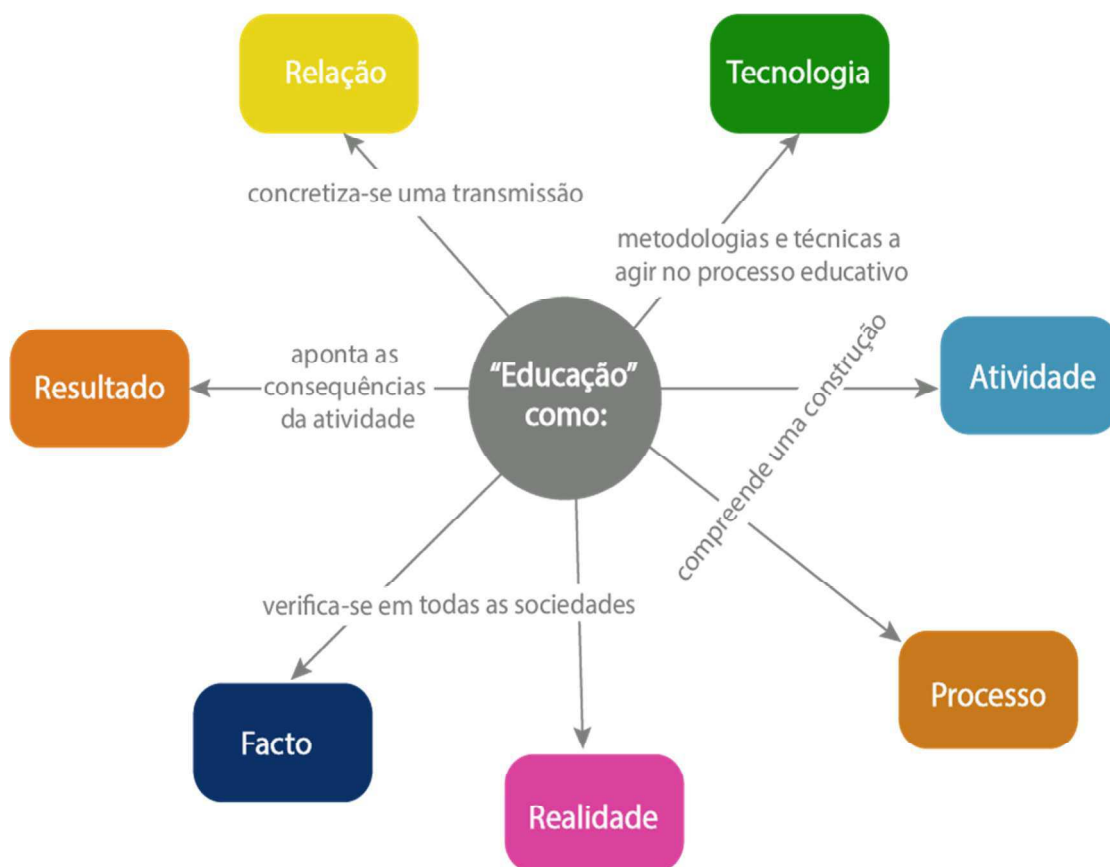 Relação
Tecnologia
concretiza-se uma transmissão
metodologias e técnicas a
agir no processo educativo
"Educação"
como:
aponta as
consequências
da atividade
Resultado
Atividade
compreende uma construção
verifica-se em todas as sociedades
Processo
Facto
Realidade